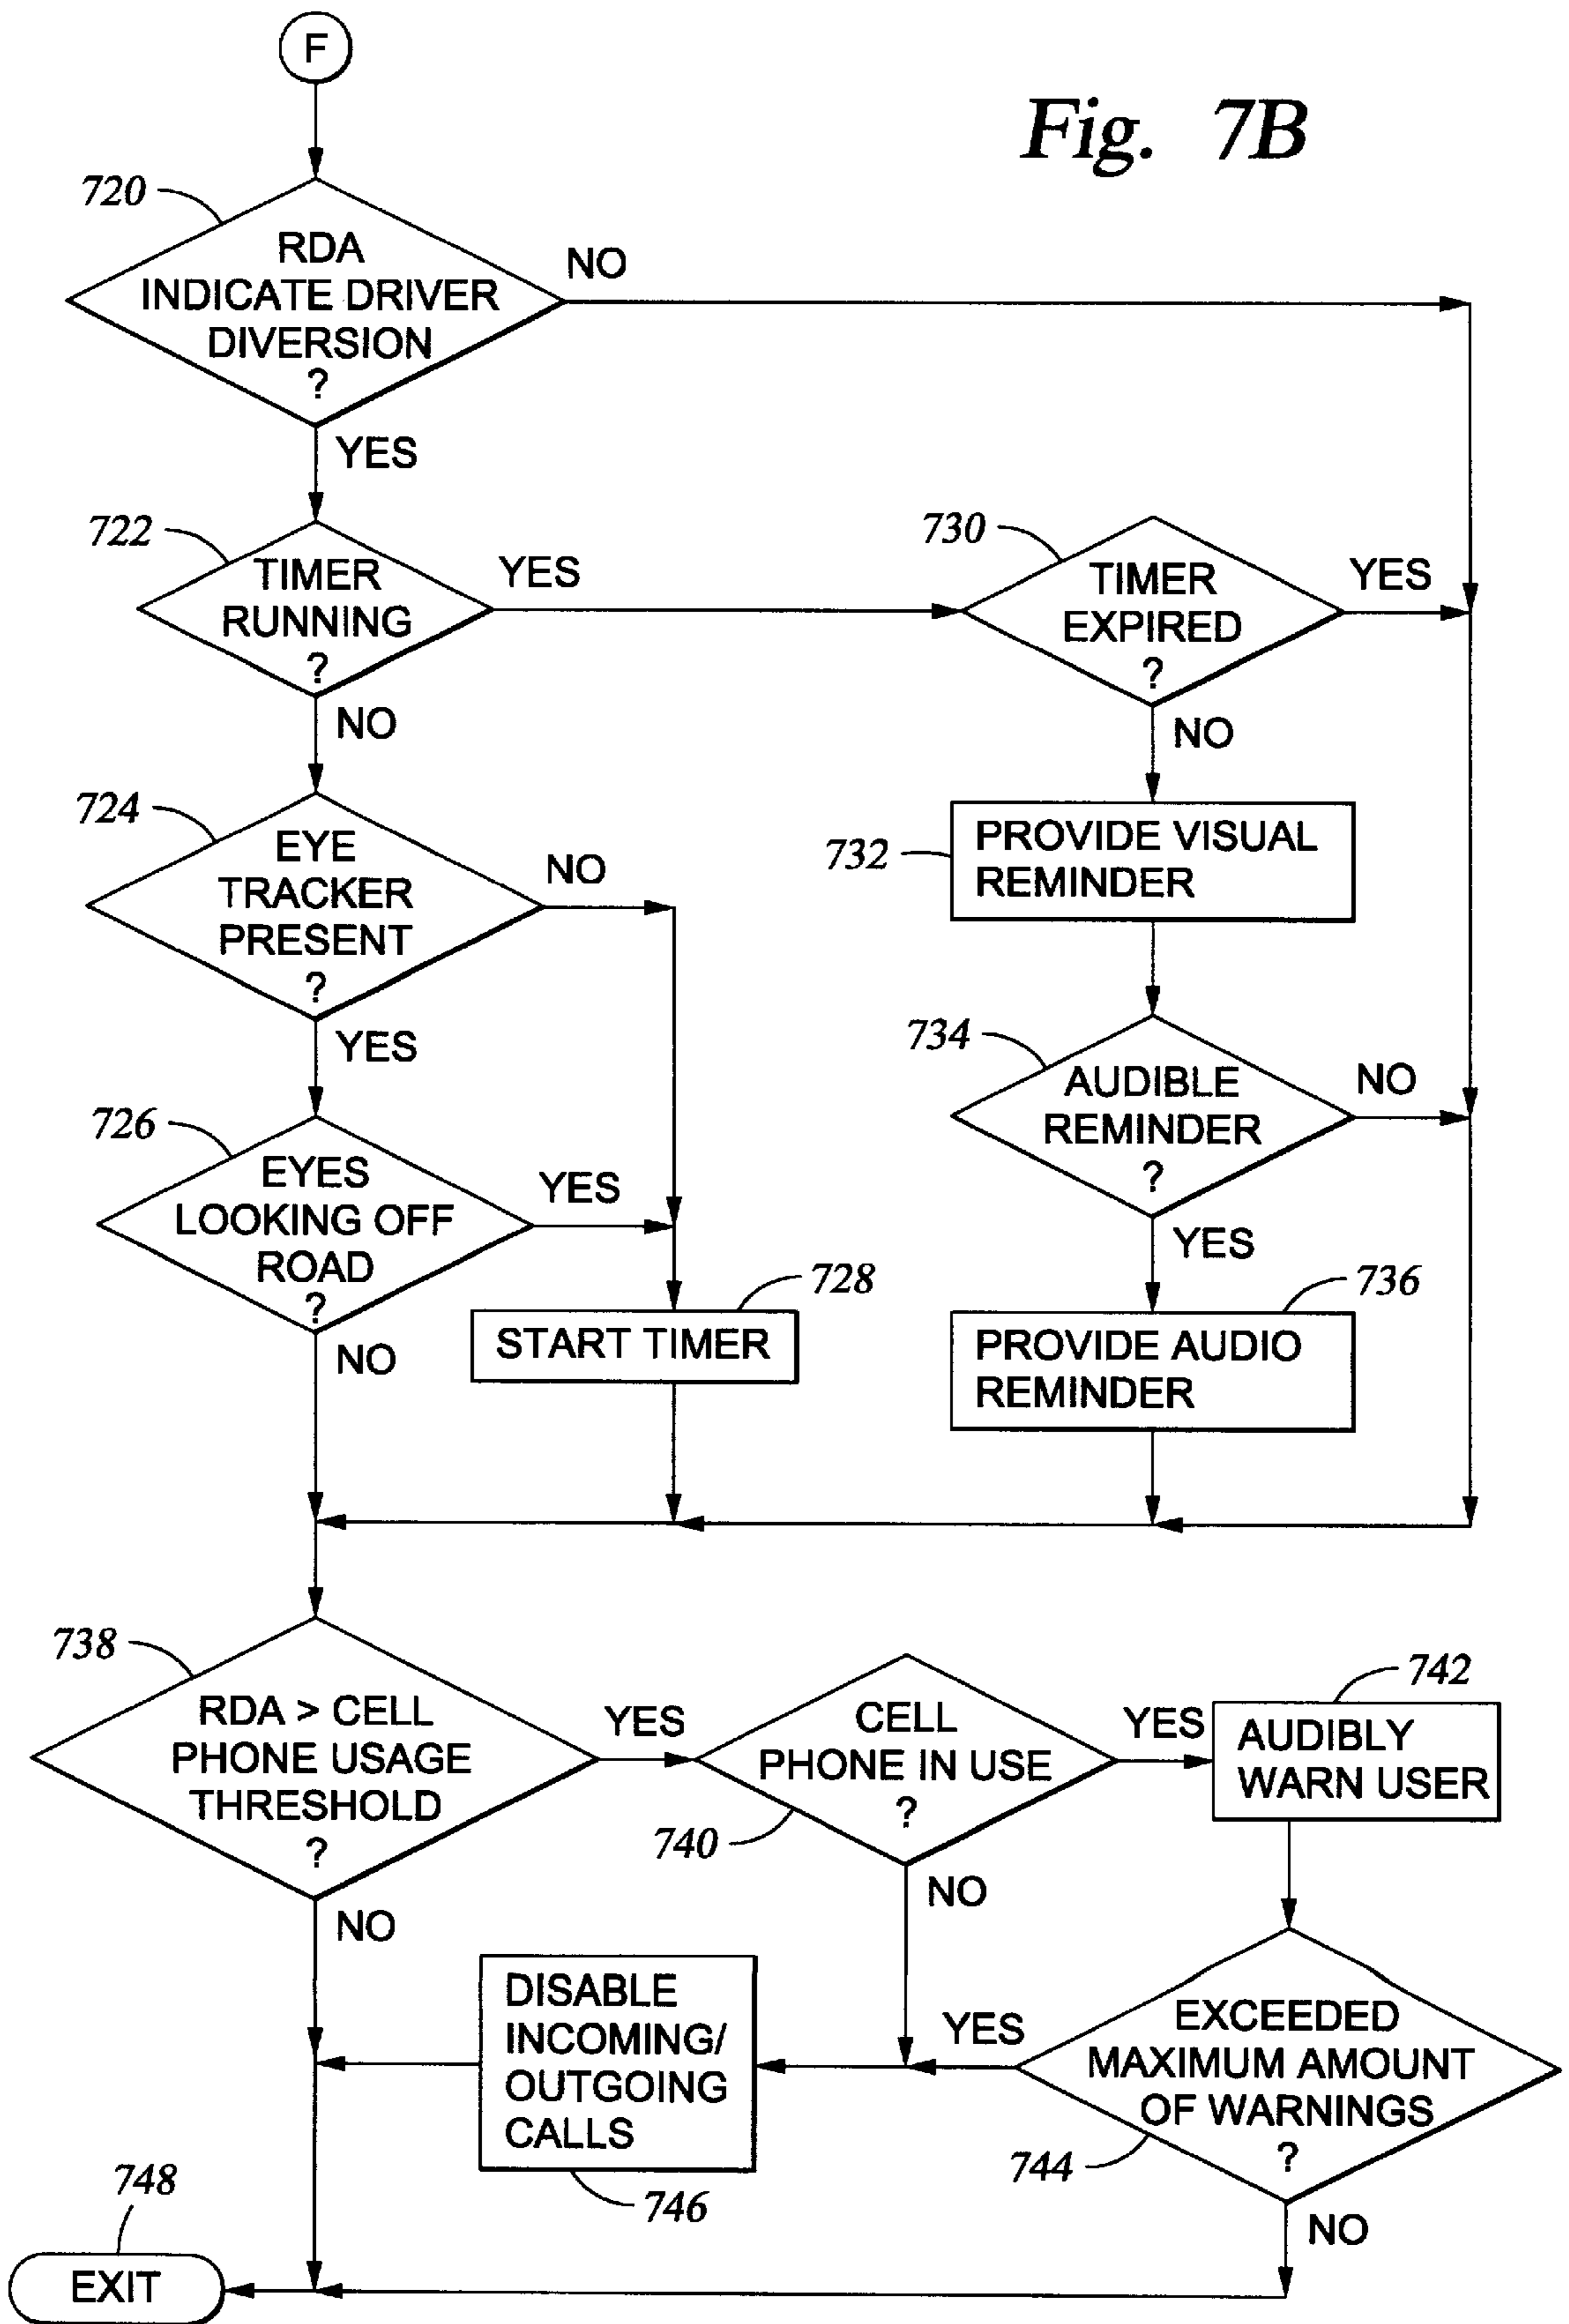 F
Fig. 7B
720
RDA
INDICATE DRIVER
DIVERSION
?
NO
YES
722
TIMER
RUNNING
?
YES
NO
730
TIMER
EXPIRED
?
YES
NO
724
EYE
TRACKER
PRESENT
?
NO
YES
732
PROVIDE VISUAL
REMINDER
734
AUDIBLE
REMINDER
?
NO
YES
726
EYES
LOOKING OFF
ROAD
?
YES
NO
728
START TIMER
736
PROVIDE AUDIO
REMINDER
738
RDA > CELL
PHONE USAGE
THRESHOLD
?
YES
NO
740
CELL
PHONE IN USE
?
YES
NO
742
AUDIBLY
WARN USER
744
EXCEEDED
MAXIMUM AMOUNT
OF WARNINGS
?
YES
NO
746
DISABLE
INCOMING/
OUTGOING
CALLS
748
EXIT